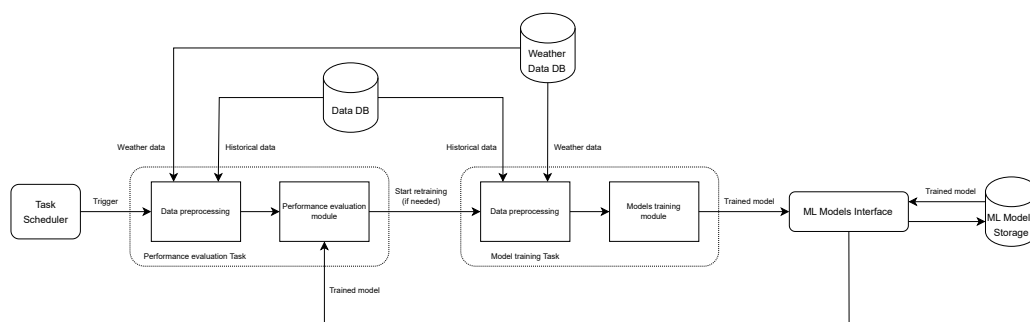 Weather
Data DB
Data DB
Weather data
Historical data
Historical data
Weather data
Task
Scheduler
Trigger
Data preprocessing
Performance evaluation
module
Start retraining
(if needed)
Data preprocessing
Models training
module
Trained model
ML Models Interface
Trained model
ML Model
Storage
Performance evaluation Task
Model training Task
Trained model